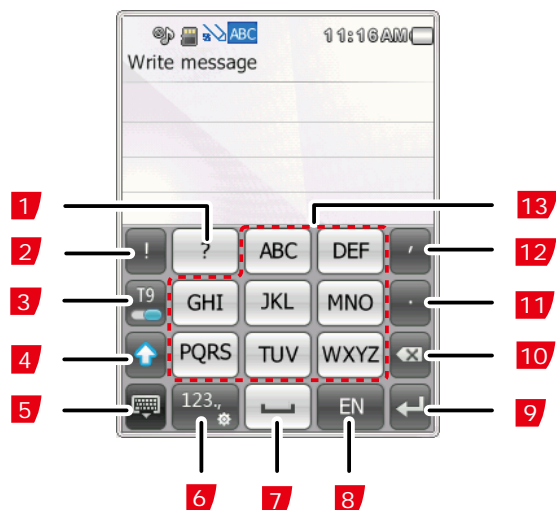 ABC 11:16AM
Write message
1 13
2 ! ? ABC DEF ' 12
3 T9 GHI JKL MNO . 11
4 PQRS TUV WXYZ 10
5 123., EN 9
6 7 8